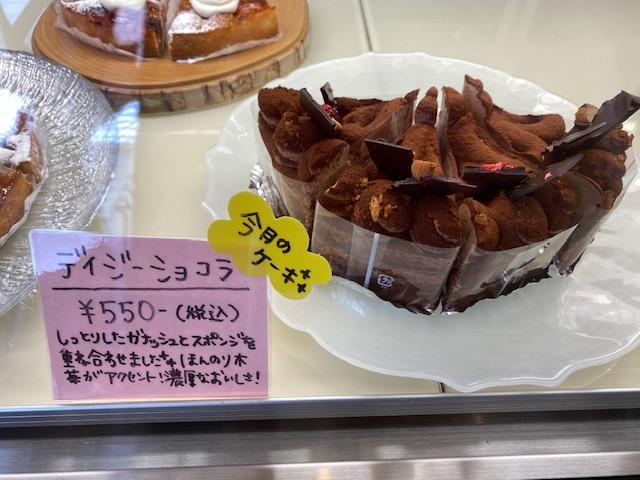 デイジーショコラ
¥550-(税込)
しっとりしたガナッシュとスポンジを
重ね合わせました ほんのり木
苺がアクセント!濃厚なおいしさ!
今月の
ケーキ
プラ